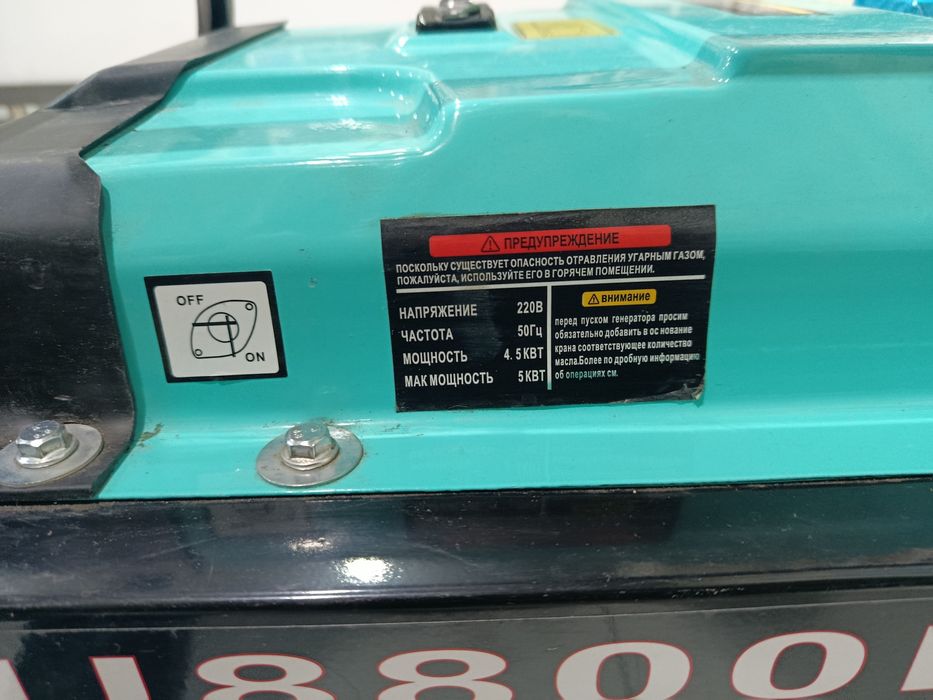 OFF
ON
ПРЕДУПРЕЖДЕНИЕ
ПОСКОЛЬКУ СУЩЕСТВУЕТ ОПАСНОСТЬ ОТРАВЛЕНИЯ УГАРНЫМ ГАЗОМ,
ПОЖАЛУЙСТА, ИСПОЛЬЗУЙТЕ ЕГО В ГОРЯЧЕМ ПОМЕЩЕНИИ.
НАПРЯЖЕНИЕ 220В
ЧАСТОТА 50Гц
МОЩНОСТЬ 4.5КВТ
МАК МОЩНОСТЬ 5КВТ
внимание
перед пуском генератора просим
обязательно добавить в ос нование
крана соответствующее количество
масла.Более по дробную информацию
об операциях см.
8800